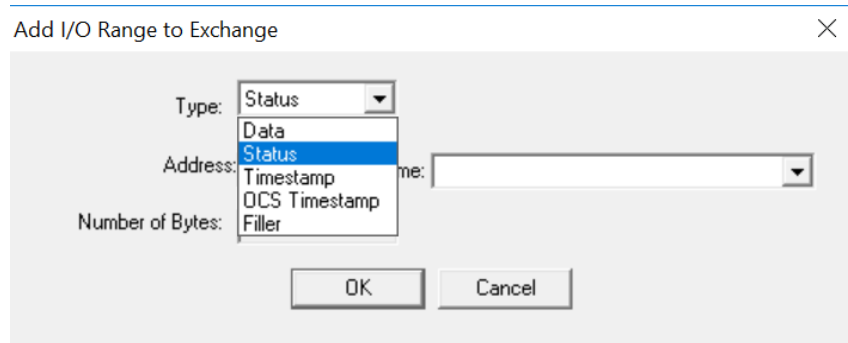 Add I/O Range to Exchange
Type: Status
Data
Status
Address: me:
Timestamp
OCS Timestamp
Number of Bytes: Filler
OK Cancel